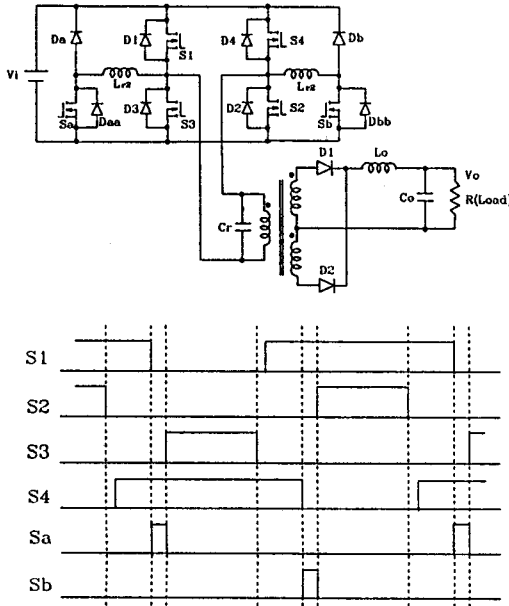 Da
D1
S1
D4
S4
Db
Vi
Lr2
Lr2
Sa
Daa
D3
S3
D2
S2
Sb
Dbb
D1
Lo
Vo
Cr
Co
R(Load)
D2
S1
S2
S3
S4
Sa
Sb